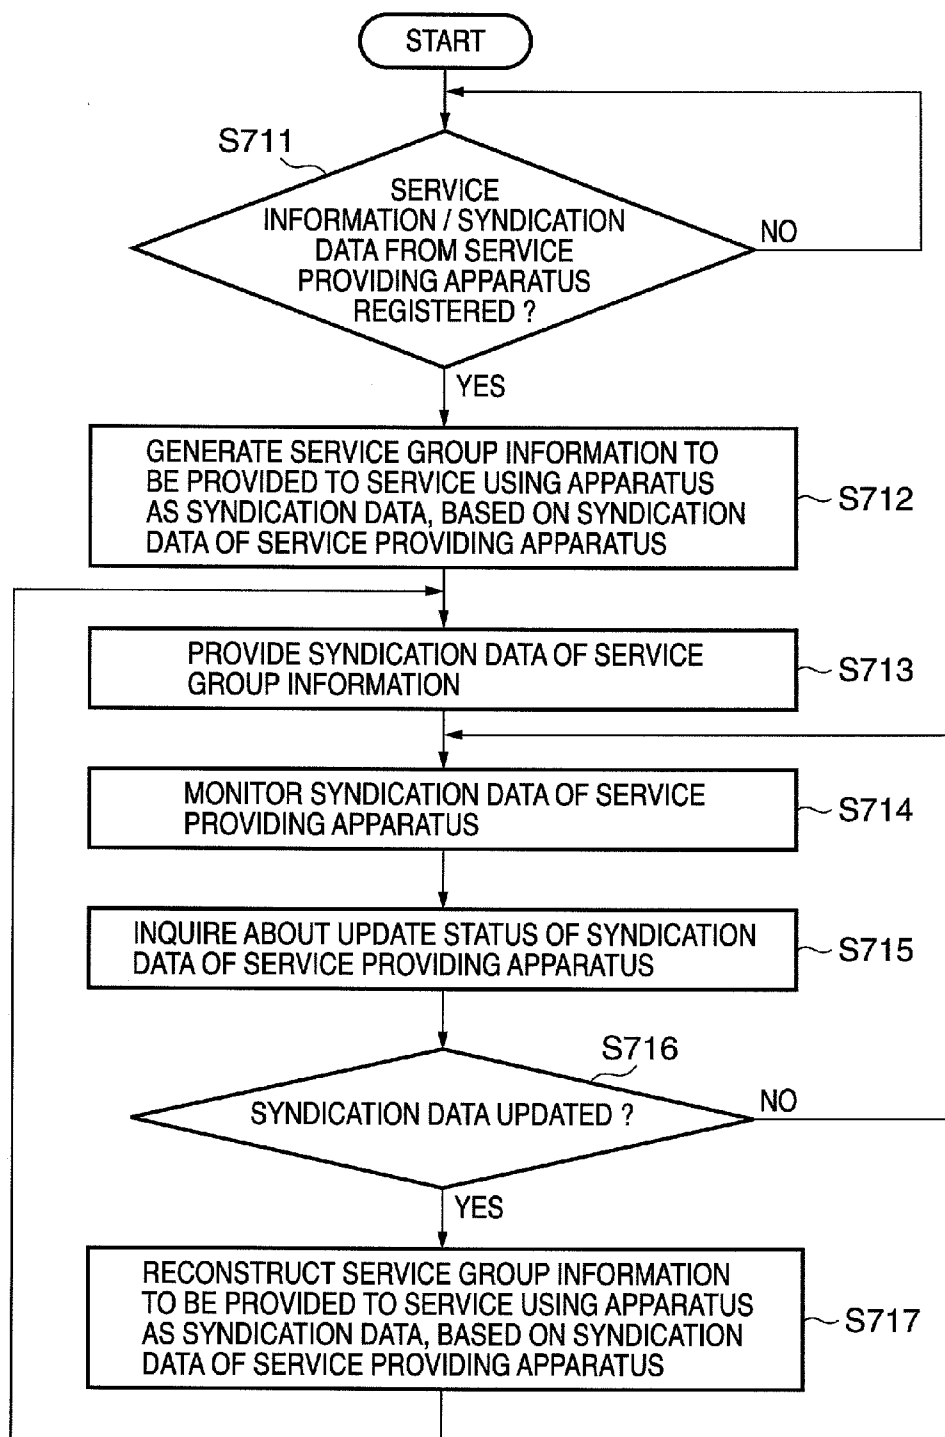 START
S711
SERVICE
INFORMATION / SYNDICATION
DATA FROM SERVICE
PROVIDING APPARATUS
REGISTERED ?
NO
YES
GENERATE SERVICE GROUP INFORMATION TO
BE PROVIDED TO SERVICE USING APPARATUS
AS SYNDICATION DATA, BASED ON SYNDICATION
DATA OF SERVICE PROVIDING APPARATUS
S712
PROVIDE SYNDICATION DATA OF SERVICE
GROUP INFORMATION
S713
MONITOR SYNDICATION DATA OF SERVICE
PROVIDING APPARATUS
S714
INQUIRE ABOUT UPDATE STATUS OF SYNDICATION
DATA OF SERVICE PROVIDING APPARATUS
S715
S716
SYNDICATION DATA UPDATED ?
NO
YES
RECONSTRUCT SERVICE GROUP INFORMATION
TO BE PROVIDED TO SERVICE USING APPARATUS
AS SYNDICATION DATA, BASED ON SYNDICATION
DATA OF SERVICE PROVIDING APPARATUS
S717